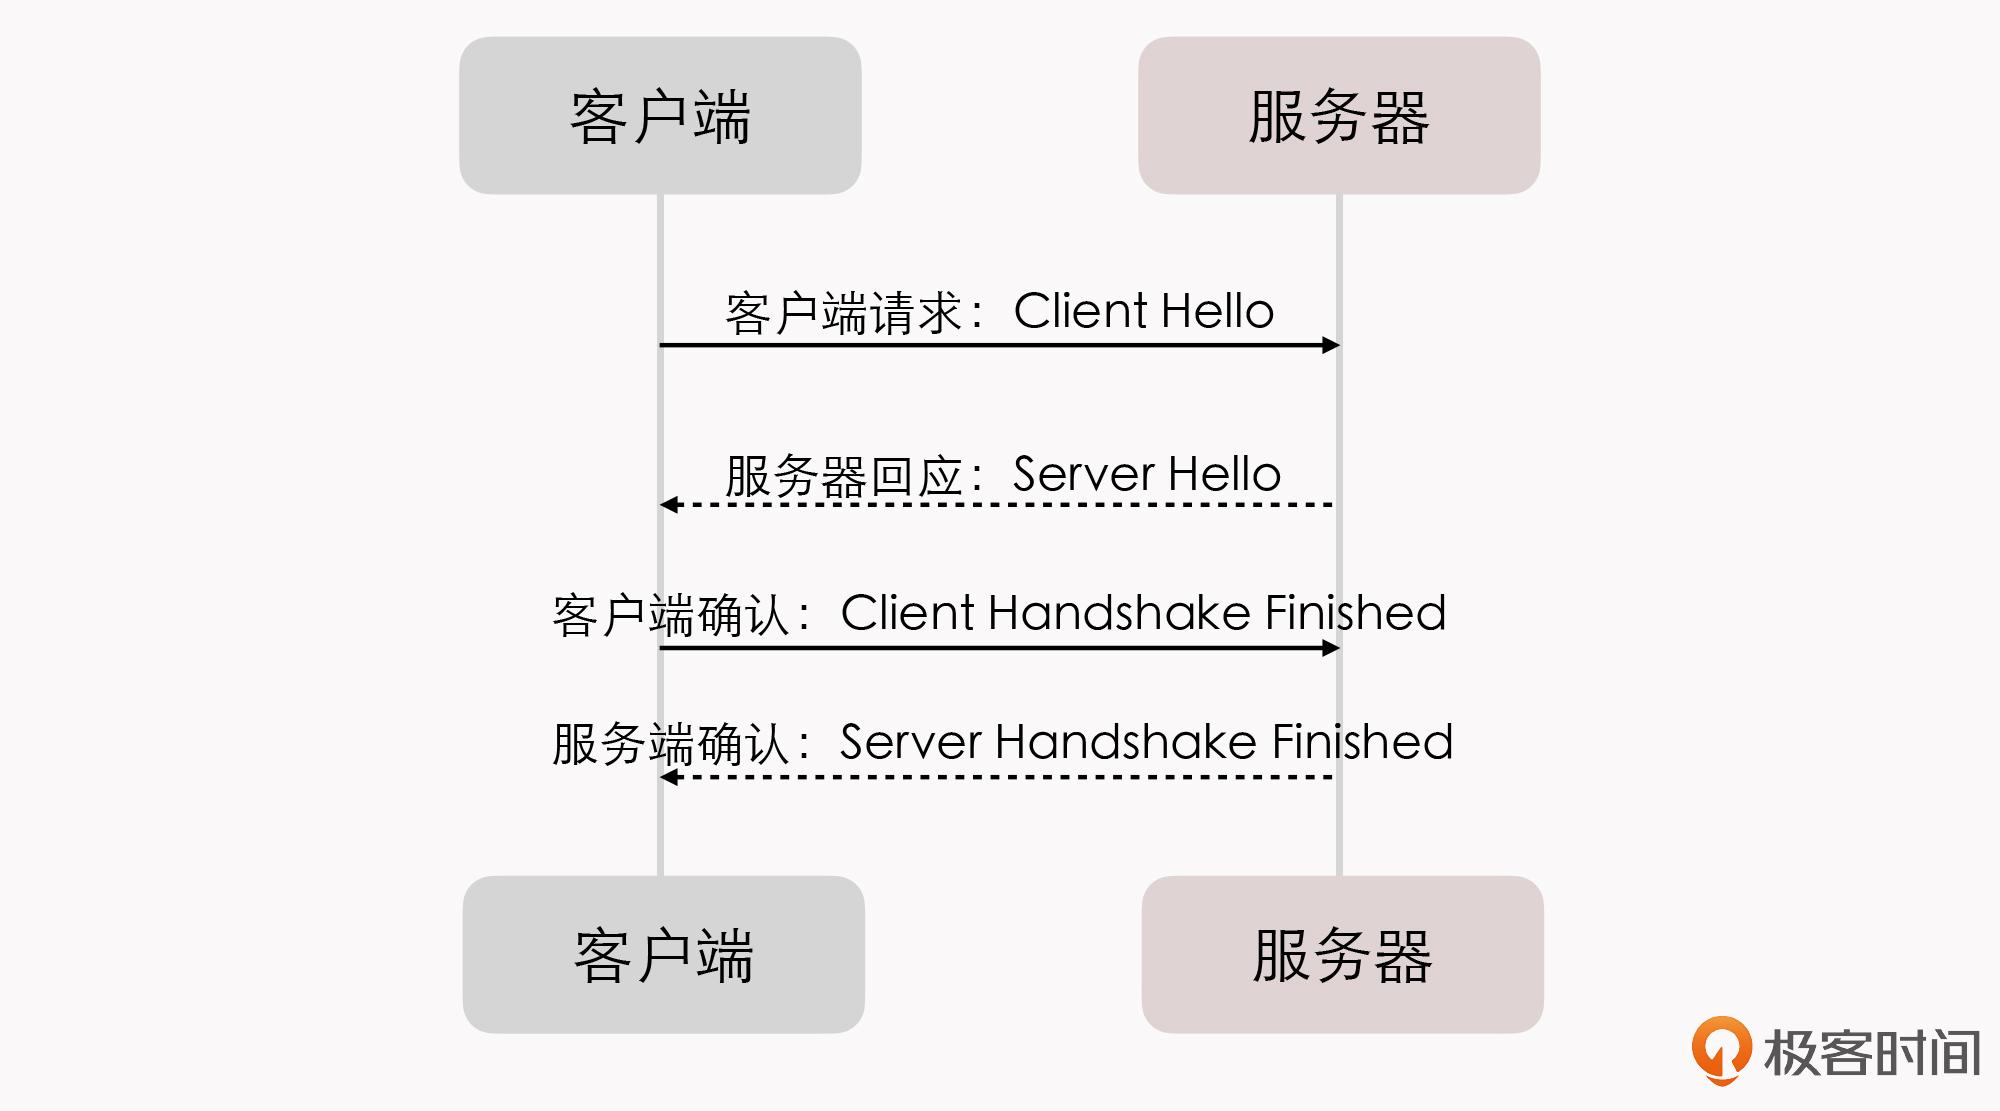 客户端
服务器
客户端请求：Client Hello
服务器回应：Server Hello
客户端确认：Client Handshake Finished
服务端确认：Server Handshake Finished
客户端
服务器
极客时间